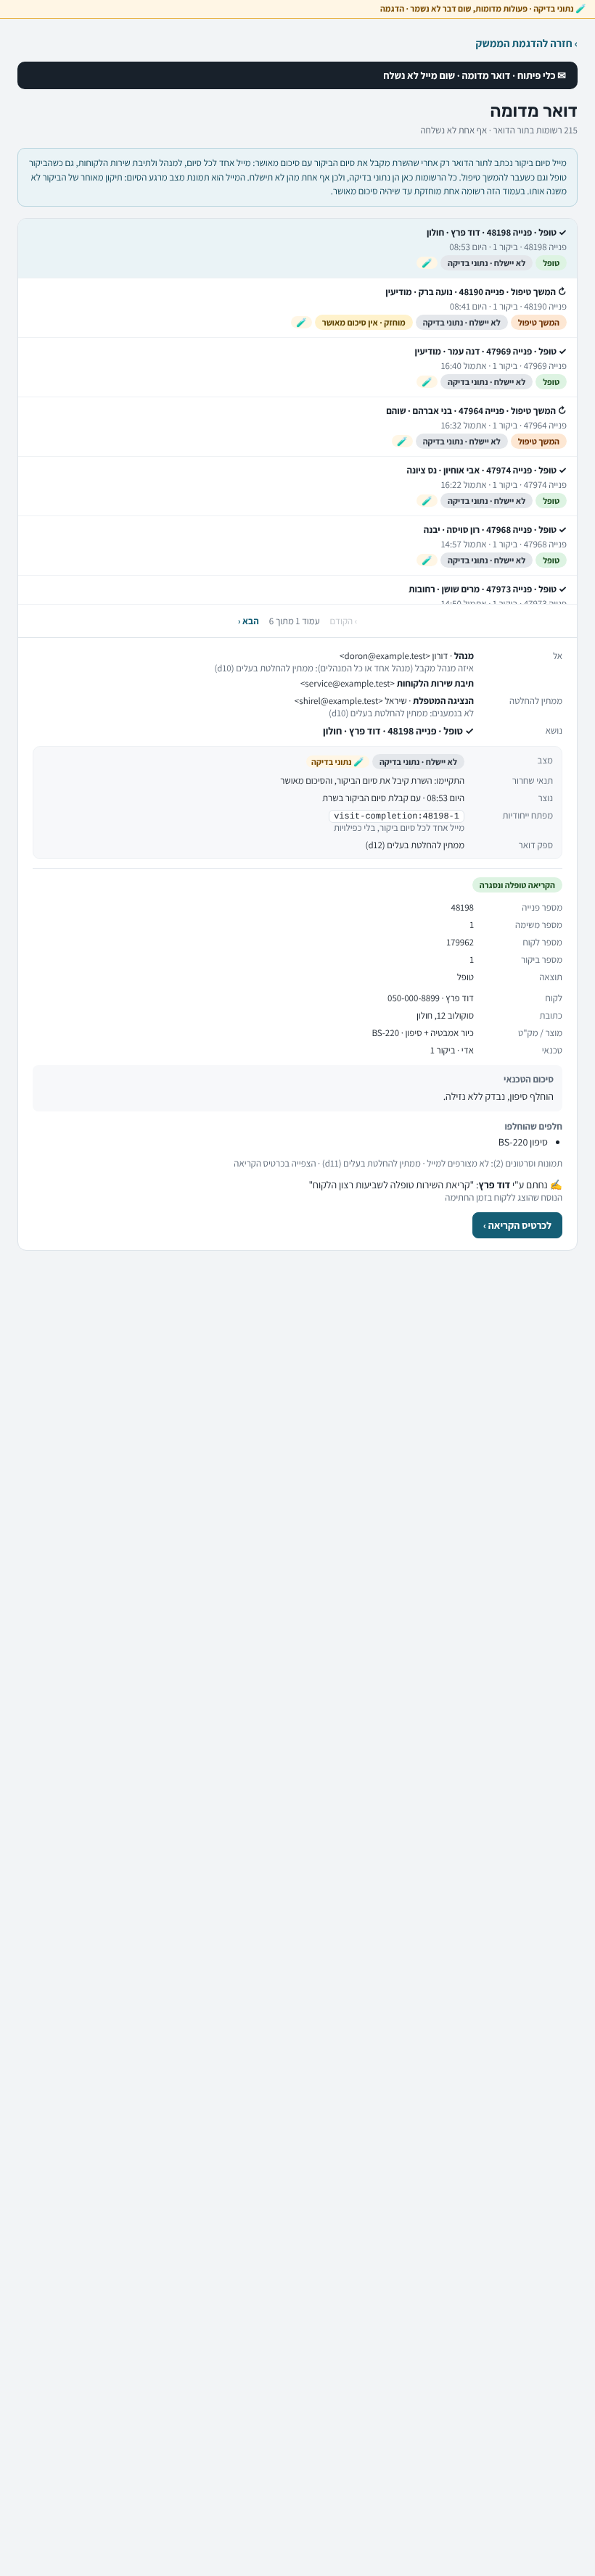 🧪 נתוני בדיקה · פעולות מדומות, שום דבר לא נשמר · הדגמה
› חזרה להדגמת הממשק
✉ כלי פיתוח · דואר מדומה · שום מייל לא נשלח
דואר מדומה
215 רשומות בתור הדואר · אף אחת לא נשלחה
מייל סיום ביקור נכתב לתור הדואר רק אחרי שהשרת מקבל את סיום הביקור עם סיכום מאושר: מייל אחד לכל סיום, למנהל ולתיבת שירות הלקוחות, גם כשהביקור
טופל וגם כשעבר להמשך טיפול. כל הרשומות כאן הן נתוני בדיקה, ולכן אף אחת מהן לא תישלח. המייל הוא תמונת מצב מרגע הסיום: תיקון מאוחר של הביקור לא
משנה אותו. בעמוד הזה רשומה אחת מוחזקת עד שיהיה סיכום מאושר.
✓ טופל · פנייה 48198 · דוד פרץ · חולון
פנייה 48198 · ביקור 1 · היום 08:53
טופל לא יישלח · נתוני בדיקה 🧪
↻ המשך טיפול · פנייה 48190 · נועה ברק · מודיעין
פנייה 48190 · ביקור 1 · היום 08:41
המשך טיפול לא יישלח · נתוני בדיקה מוחזק · אין סיכום מאושר 🧪
✓ טופל · פנייה 47969 · דנה עמר · מודיעין
פנייה 47969 · ביקור 1 · אתמול 16:40
טופל לא יישלח · נתוני בדיקה 🧪
↻ המשך טיפול · פנייה 47964 · בני אברהם · שוהם
פנייה 47964 · ביקור 1 · אתמול 16:32
המשך טיפול לא יישלח · נתוני בדיקה 🧪
✓ טופל · פנייה 47974 · אבי אוחיון · נס ציונה
פנייה 47974 · ביקור 1 · אתמול 16:22
טופל לא יישלח · נתוני בדיקה 🧪
✓ טופל · פנייה 47968 · רון סויסה · יבנה
פנייה 47968 · ביקור 1 · אתמול 14:57
טופל לא יישלח · נתוני בדיקה 🧪
✓ טופל · פנייה 47973 · מרים ששון · רחובות
פנייה 47973 · ביקור 1 · אתמול 14:50
› הקודם עמוד 1 מתוך 6 הבא ‹
אל מנהל · דורון <doron@example.test>
איזה מנהל מקבל (מנהל אחד או כל המנהלים): ממתין להחלטת בעלים (d10)
תיבת שירות הלקוחות <service@example.test>
ממתין להחלטה הנציגה המטפלת · שיראל <shirel@example.test>
לא בנמענים: ממתין להחלטת בעלים (d10)
נושא ✓ טופל · פנייה 48198 · דוד פרץ · חולון
מצב לא יישלח · נתוני בדיקה 🧪 נתוני בדיקה
תנאי שחרור התקיימו: השרת קיבל את סיום הביקור, והסיכום מאושר
נוצר היום 08:53 · עם קבלת סיום הביקור בשרת
מפתח ייחודיות visit-completion:48198-1
מייל אחד לכל סיום ביקור, בלי כפילויות
ספק דואר ממתין להחלטת בעלים (d12)
הקריאה טופלה ונסגרה
מספר פנייה 48198
מספר משימה 1
מספר לקוח 179962
מספר ביקור 1
תוצאה טופל
לקוח דוד פרץ · 050-000-8899
כתובת סוקולוב 12, חולון
מוצר / מק"ט כיור אמבטיה + סיפון · BS-220
טכנאי אדי · ביקור 1
סיכום הטכנאי
הוחלף סיפון, נבדק ללא נזילה.
חלפים שהוחלפו
• סיפון BS-220
תמונות וסרטונים (2): לא מצורפים למייל · ממתין להחלטת בעלים (d11) · הצפייה בכרטיס הקריאה
✍ נחתם ע"י דוד פרץ: "קריאת השירות טופלה לשביעות רצון הלקוח"
הנוסח שהוצג ללקוח בזמן החתימה
לכרטיס הקריאה ‹